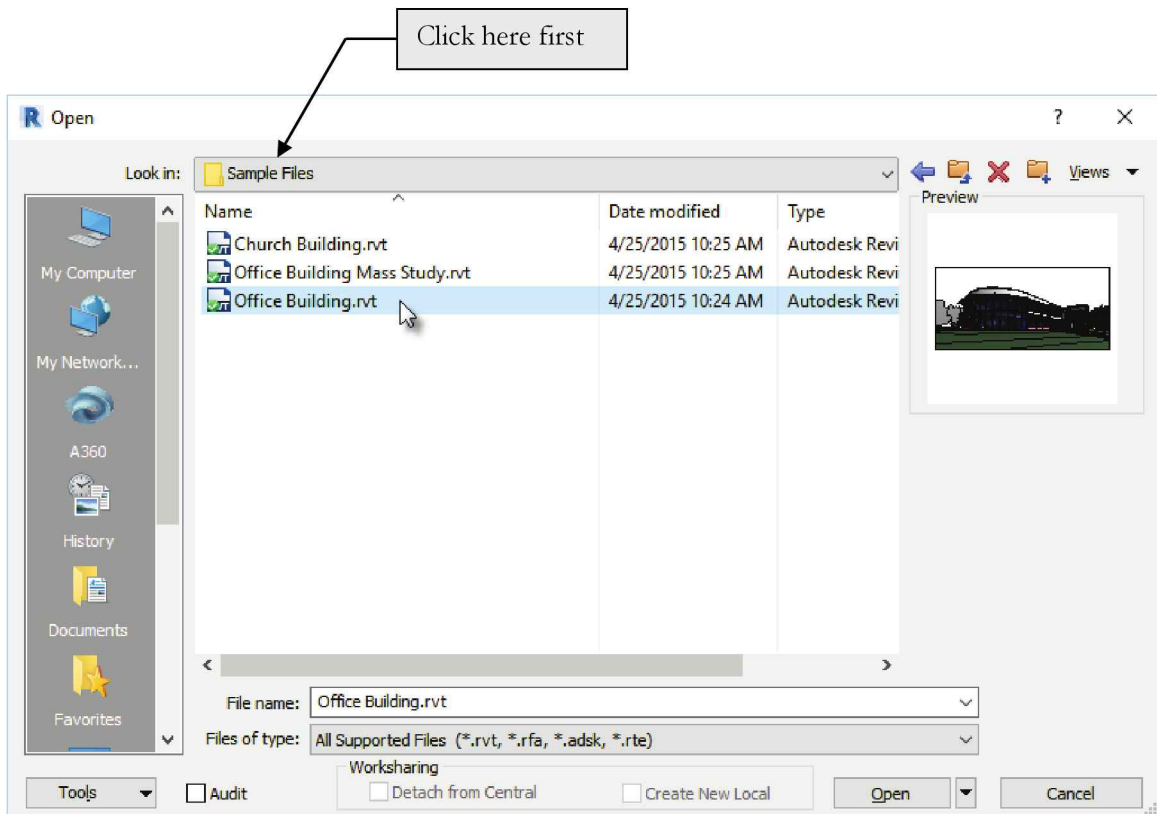 Click here first
R Open ? X
Look in: Sample Files Views
Name Date modified Type Preview
Church Building.rvt 4/25/2015 10:25 AM Autodesk Revi
Office Building Mass Study.rvt 4/25/2015 10:25 AM Autodesk Revi
Office Building.rvt 4/25/2015 10:24 AM Autodesk Revi
My Computer
My Network...
A360
History
Documents
Favorites
File name: Office Building.rvt
Files of type: All Supported Files (*.rvt, *.rfa, *.adsk, *.rte)
Worksharing
Tools Audit Detach from Central Create New Local Open Cancel